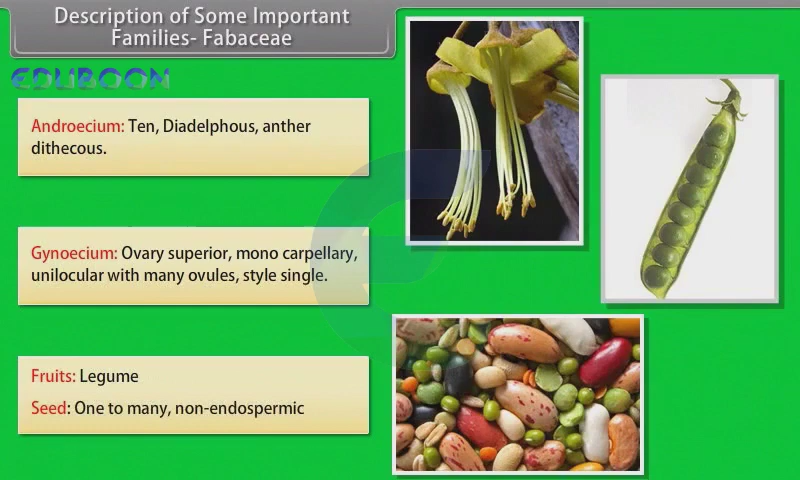 Description of Some Important
Families- Fabaceae
EDUBOON
Androecium: Ten, Diadelphous, anther
dithecous.
Gynoecium: Ovary superior, mono carpellary,
unilocular with many ovules, style single.
Fruits: Legume
Seed: One to many, non-endospermic